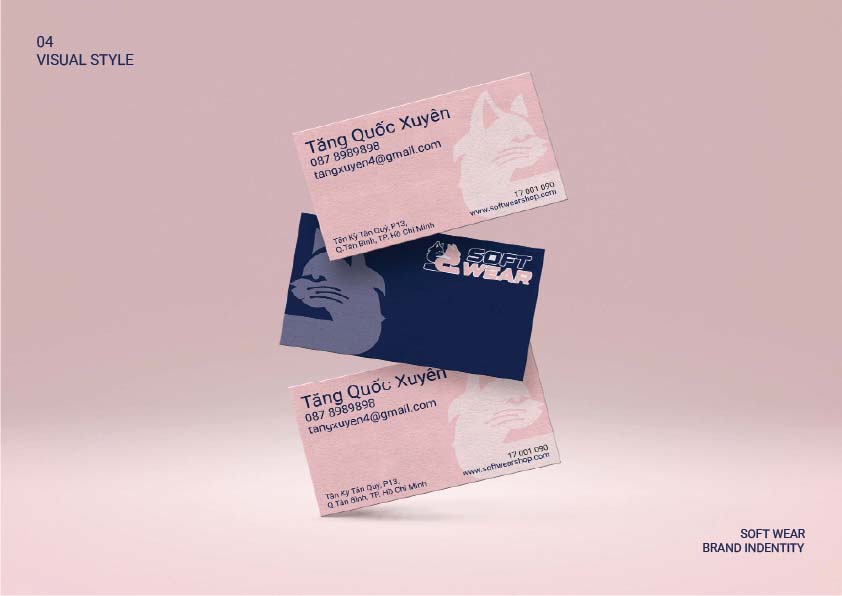 04
VISUAL STYLE
Tăng Quốc Xuyên
087 8989898
tangxuyen4@gmail.com
17 001 090
www.softwearshop.com
Tân Kỳ Tân Quý, P13,
Q.Tân Bình, TP, Hồ Chí Minh
SOFT
WEAR
Tăng Quốc Xuyên
087 8989898
tangxuyen4@gmail.com
17 001 090
www.softwearshop.com
Tân Kỳ Tân Quý, P13,
Q.Tân Bình, TP, Hồ Chí Minh
SOFT WEAR
BRAND INDENTITY